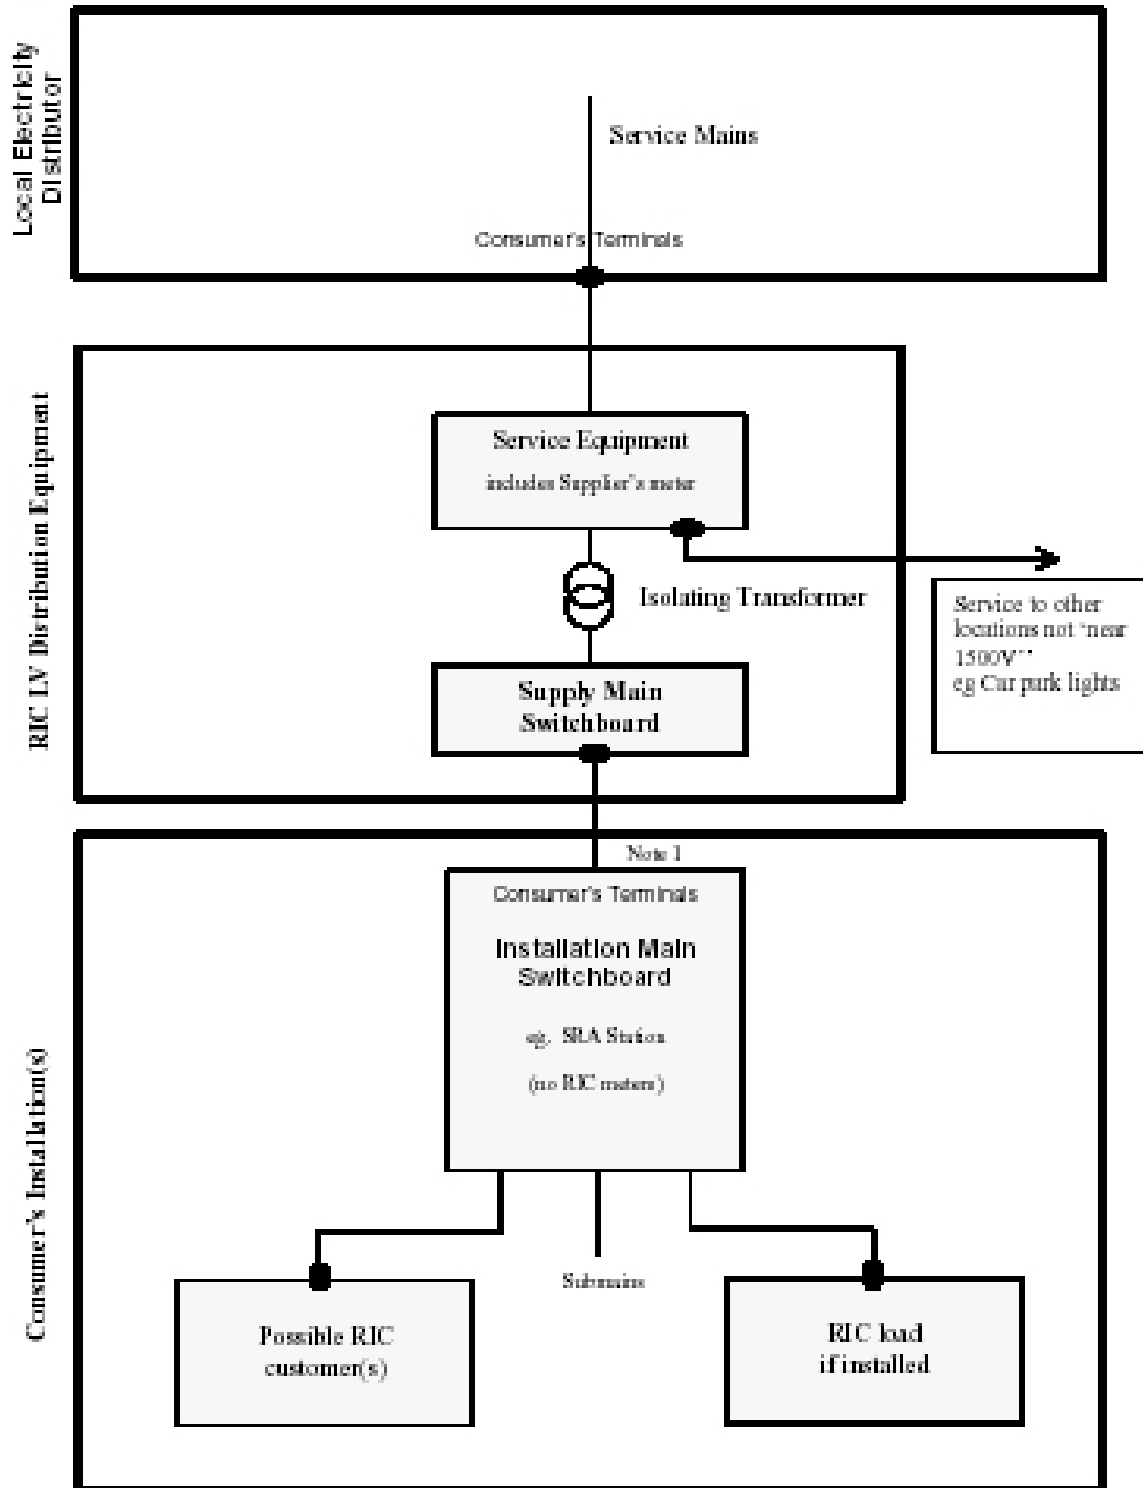 Local Electricity
Distributor
Service Mains
Consumer's Terminals
RIC LV Distribution Equipment
Service Equipment
includes Supplier's meter
Isolating Transformer
Service to other
locations not "near
1500V"
eg Car park lights
Supply Main
Switchboard
Consumer's Installation(s)
Note 1
Consumer's Terminals
Installation Main
Switchboard
eg. SRA Station
(no RIC meters)
Submains
Possible RIC
customer(s)
RIC load
if installed